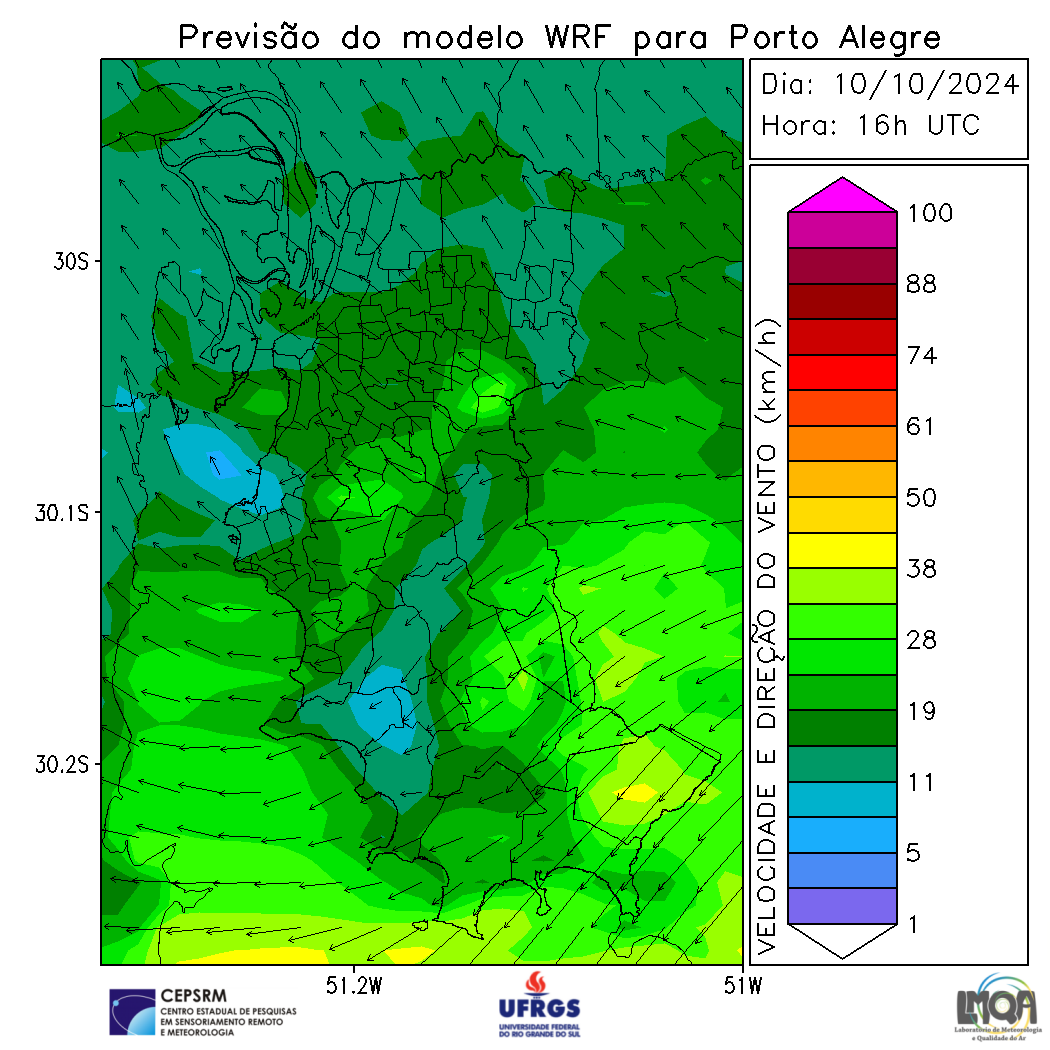 Previsão do modelo WRF para Porto Alegre
Dia: 10/10/2024
Hora: 16h UTC
30S
30.1S
30.2S
51.2W
51W
VELOCIDADE E DIREÇÃO DO VENTO (km/h)
100
88
74
61
50
38
28
19
11
5
1
CEPSRM
CENTRO ESTADUAL DE PESQUISAS
EM SENSORIAMENTO REMOTO
E METEOROLOGIA
UFRGS
UNIVERSIDADE FEDERAL
DO RIO GRANDE DO SUL
LMQA
Laboratório de Meteorologia
e Qualidade do Ar